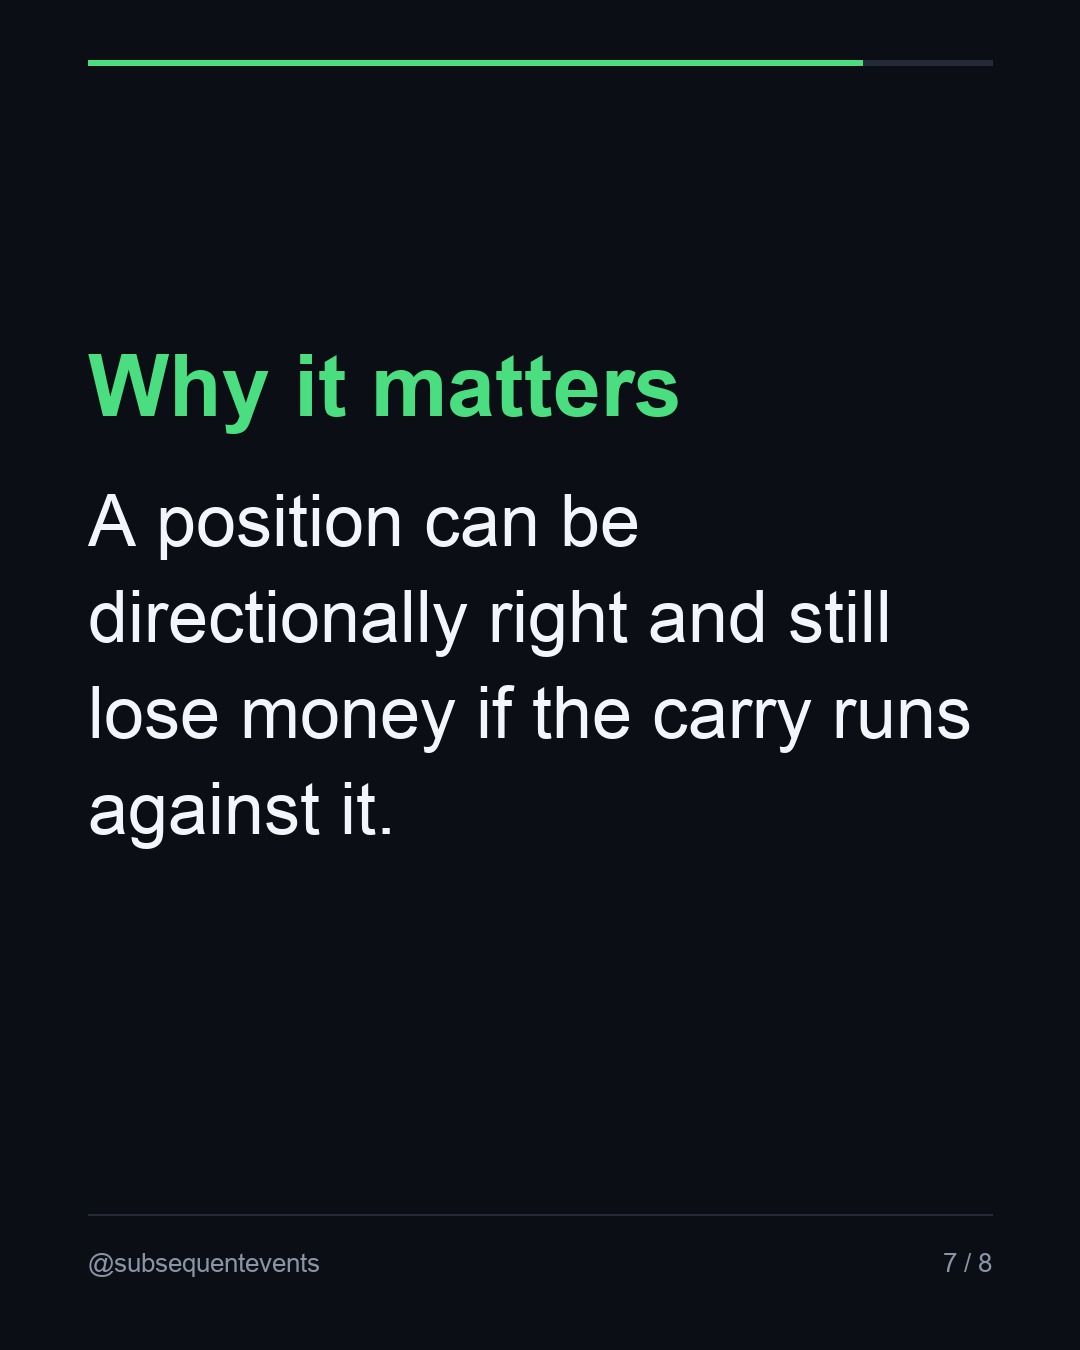 Why it matters
A position can be
directionally right and still
lose money if the carry runs
against it.
@subsequentevents
7 / 8